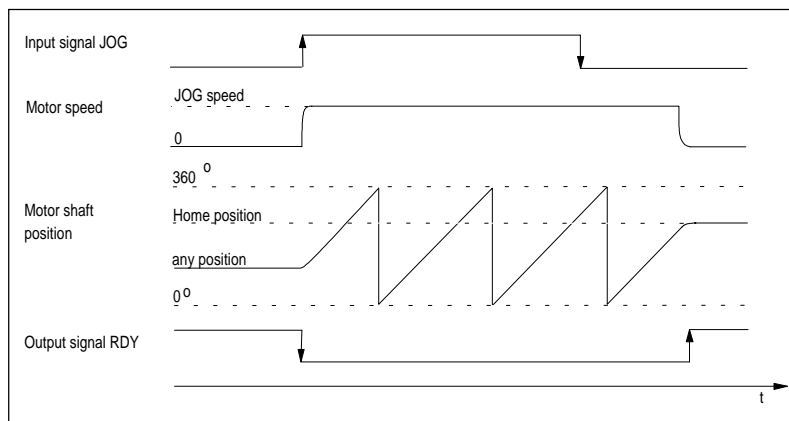 Input signal JOG
JOG speed
Motor speed
0
360 °
Motor shaft
position
Home position
any position
0°
Output signal RDY
t